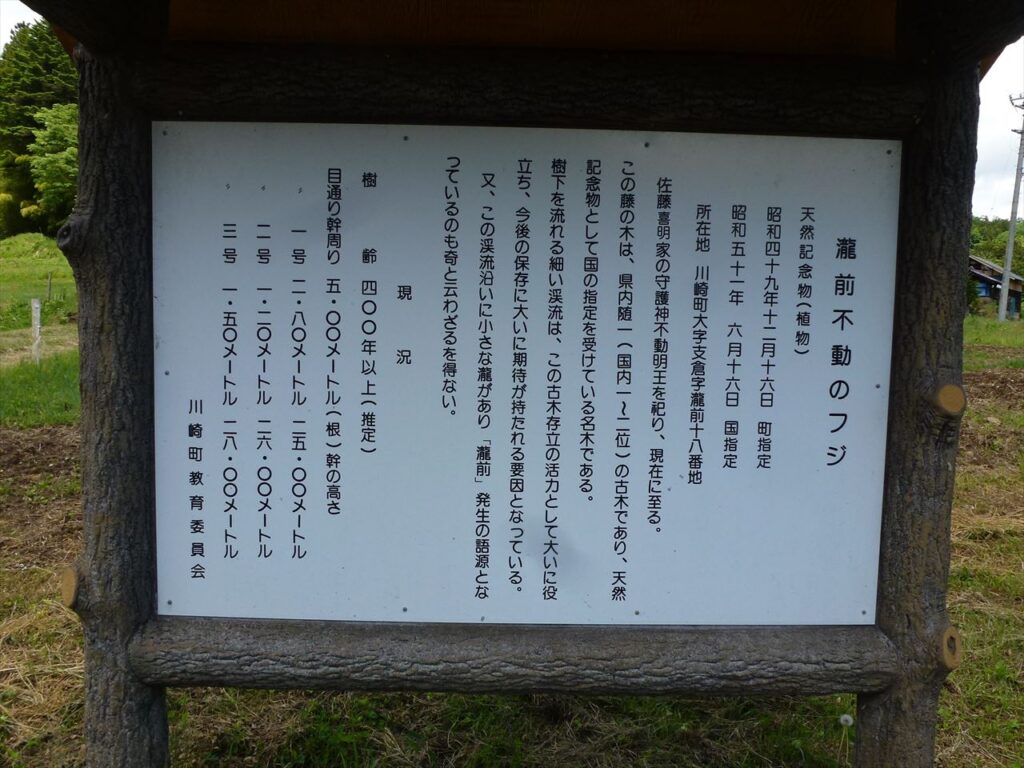 瀧前不動のフジ
天然記念物(植物)
昭和四十九年十二月十六日　町指定
昭和五十一年　六月十六日　国指定
所在地　川崎町大字支倉字瀧前十八番地
佐藤喜明家の守護神不動明王を祀り、現在に至る。
この藤の木は、県内随一(国内一〜二位)の古木であり、天然
記念物として国の指定を受けている名木である。
樹下を流れる細い渓流は、この古木存立の活力として大いに役
立ち、今後の保存に大いに期待が持たれる要因となっている。
又、この渓流沿いに小さな瀧があり「瀧前」発生の語源とな
っているのも奇と云わざるを得ない。
現　況
樹　齢　四〇〇年以上(推定)
目通り幹周り　五・〇〇メートル(根)幹の高さ
〃　一号　二・八〇メートル　二五・〇〇メートル
〃　二号　一・二〇メートル　二六・〇〇メートル
〃　三号　一・五〇メートル　二八・〇〇メートル
川崎町教育委員会